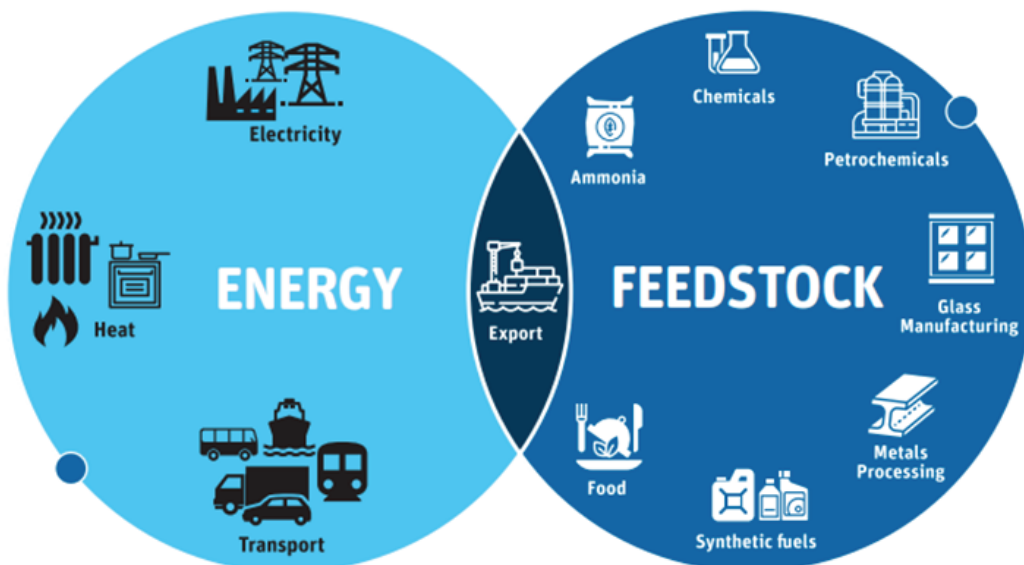 Electricity
Heat
ENERGY
Transport
Export
Chemicals
Ammonia
Petrochemicals
FEEDSTOCK
Glass
Manufacturing
Metals
Processing
Food
Synthetic fuels